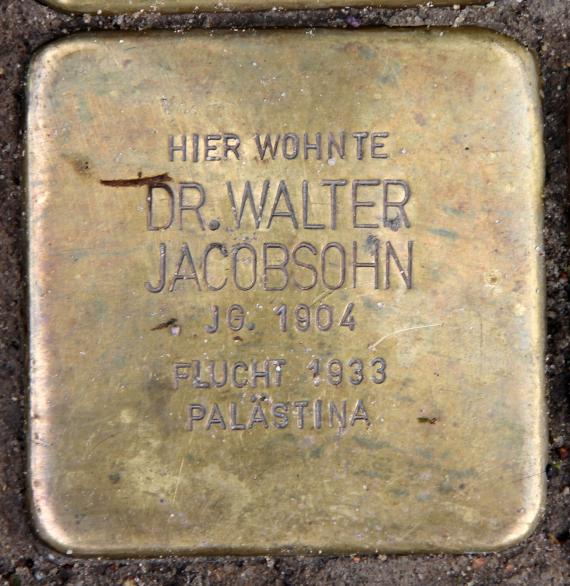 HIER WOHNTE
DR. WALTER
JACOBSOHN
JG. 1904
FLUCHT 1933
PALÄSTINA